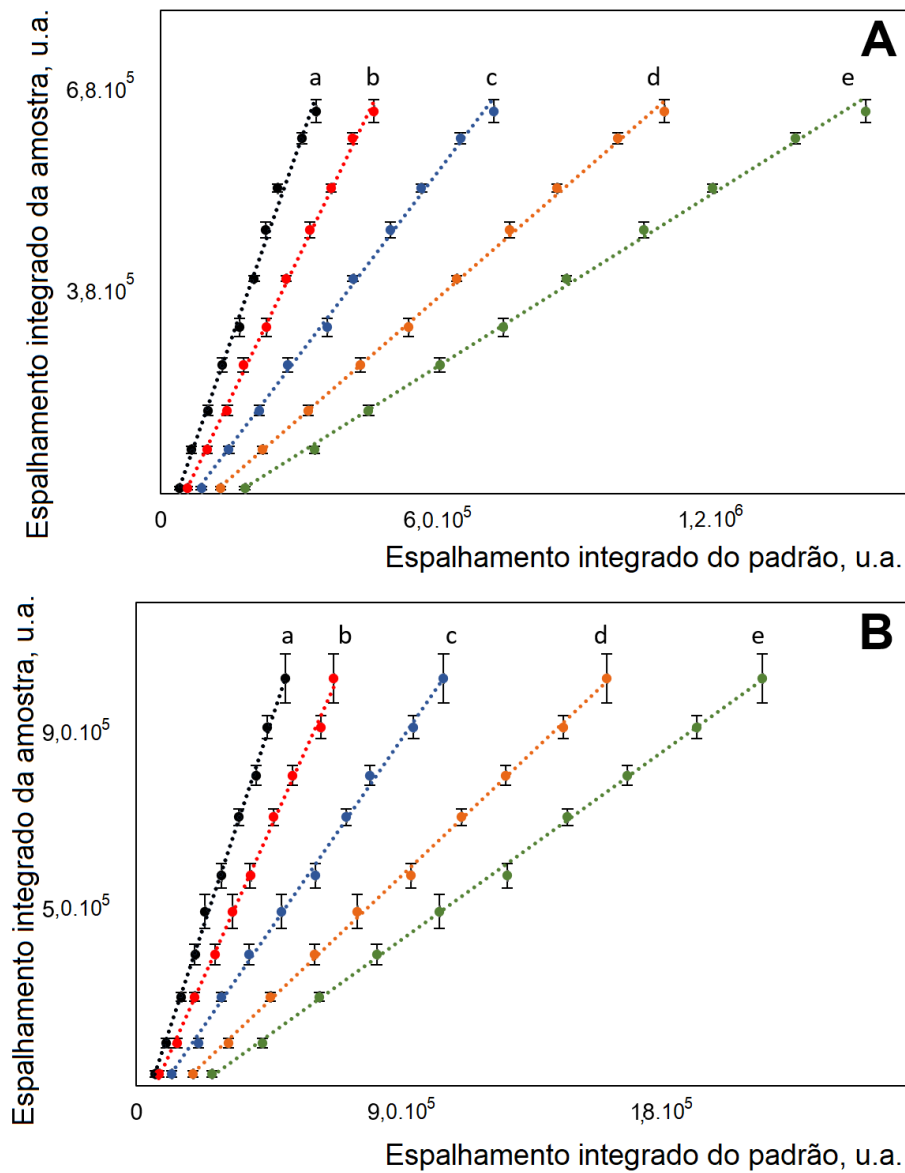 A
a b c d e
6,8.10⁵
3,8.10⁵
Espalhamento integrado da amostra, u.a.
0 6,0.10⁵ 1,2.10⁶
Espalhamento integrado do padrão, u.a.
B
a b c d e
9,0.10⁵
5,0.10⁵
Espalhamento integrado da amostra, u.a.
0 9,0.10⁵ 18.10⁵
Espalhamento integrado do padrão, u.a.